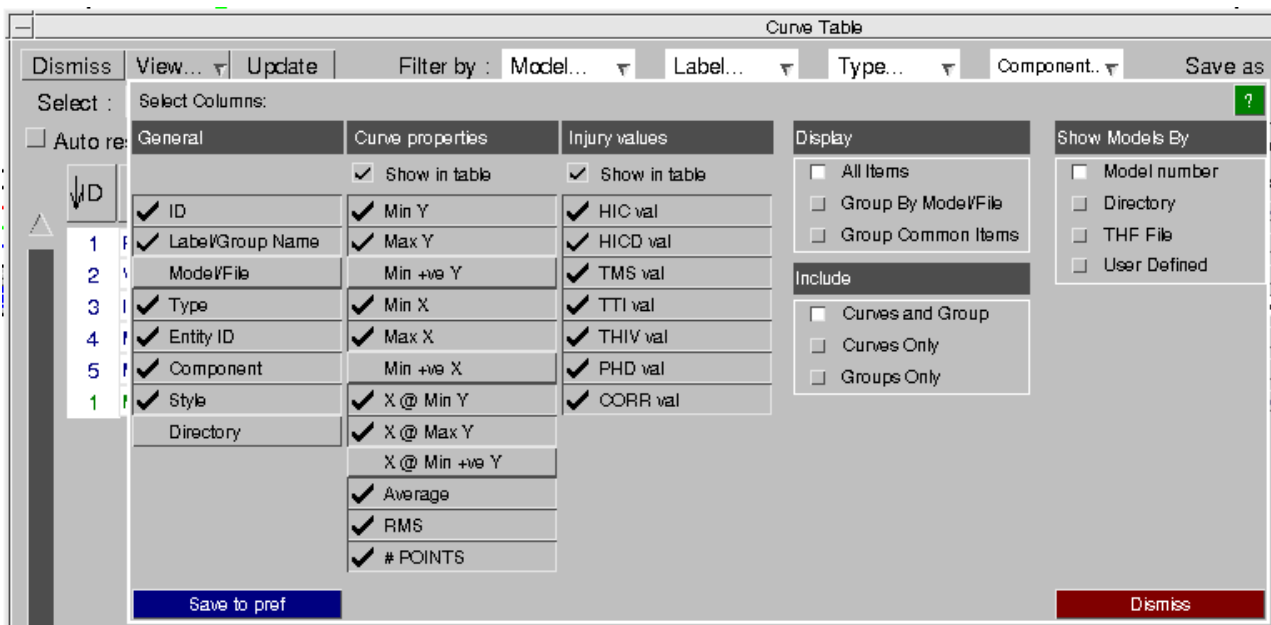 Curve Table
Dismiss View... Update Filter by : Model... Label... Type... Component.. Save as
Select :
Auto re
ID
1
2
3
4
5
1
Select Columns:
?
General
ID
Label/Group Name
Model/File
Type
Entity ID
Component
Style
Directory
Save to pref
Curve properties
Show in table
Min Y
Max Y
Min +ve Y
Min X
Max X
Min +ve X
X @ Min Y
X @ Max Y
X @ Min +ve Y
Average
RMS
# POINTS
Injury values
Show in table
HIC val
HICD val
TMS val
TTI val
THIV val
PHD val
CORR val
Display
All Items
Group By Model/File
Group Common Items
Include
Curves and Group
Curves Only
Groups Only
Show Models By
Model number
Directory
THF File
User Defined
Dismiss